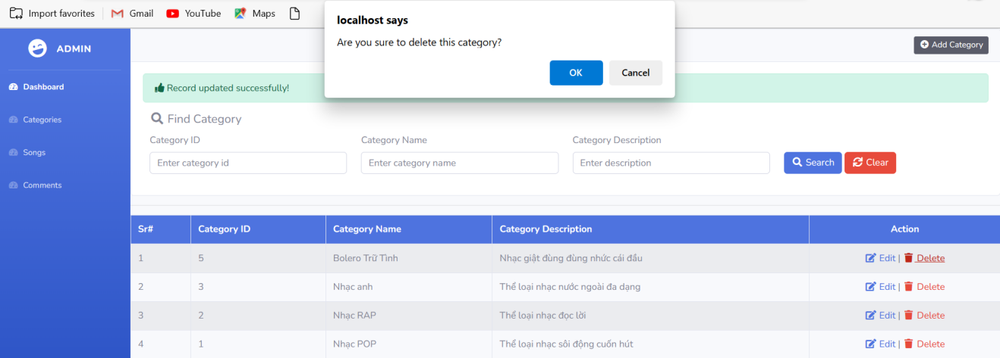 Import favorites
Gmail
YouTube
Maps
localhost says
Are you sure to delete this category?
OK
Cancel
ADMIN
Add Category
Dashboard
Categories
Songs
Comments
Record updated successfully!
Find Category
Category ID
Category Name
Category Description
Enter category id
Enter category name
Enter description
Search
Clear
Sr# Category ID Category Name Category Description Action
1 5 Bolero Trữ Tình Nhạc giật đùng đùng nhức cái đầu Edit | Delete
2 3 Nhạc anh Thể loại nhạc nước ngoài đa dạng Edit | Delete
3 2 Nhạc RAP Thể loại nhạc đọc lời Edit | Delete
4 1 Nhạc POP Thể loại nhạc sôi động cuốn hút Edit | Delete